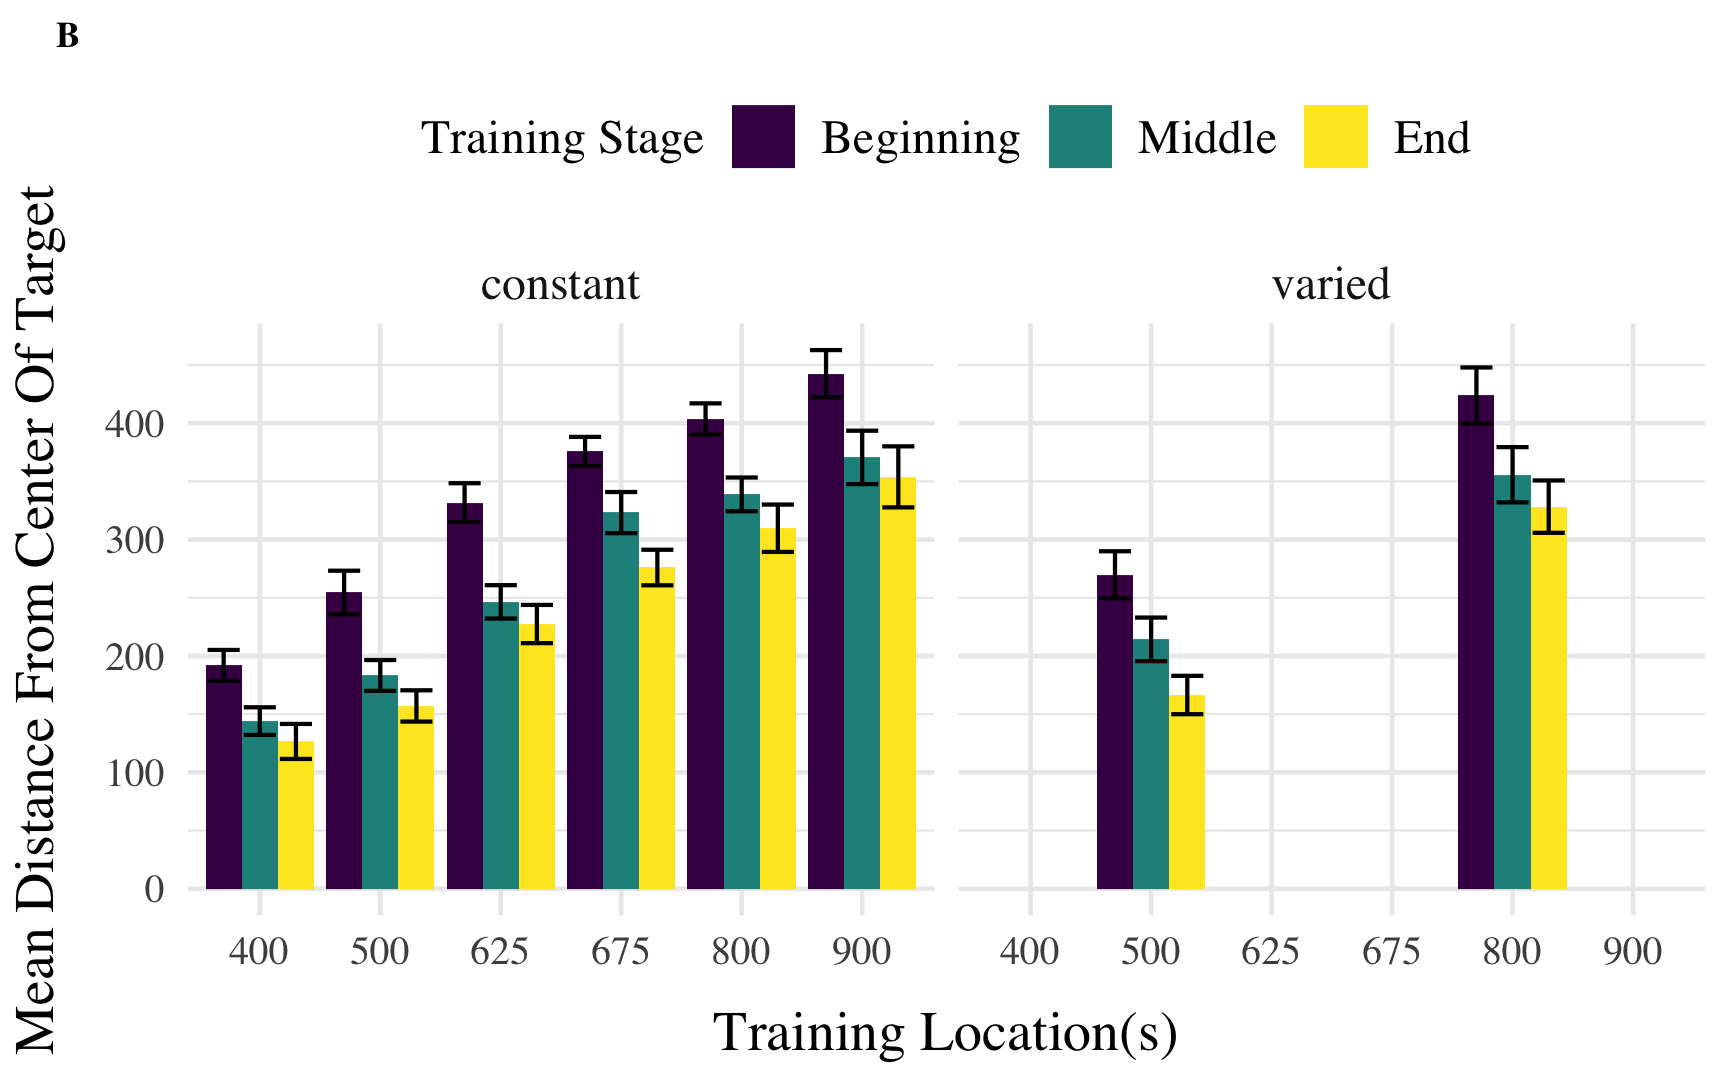 B
Training Stage Beginning Middle End
constant varied
Mean Distance From Center Of Target
400
300
200
100
0
400 500 625 675 800 900 400 500 625 675 800 900
Training Location(s)